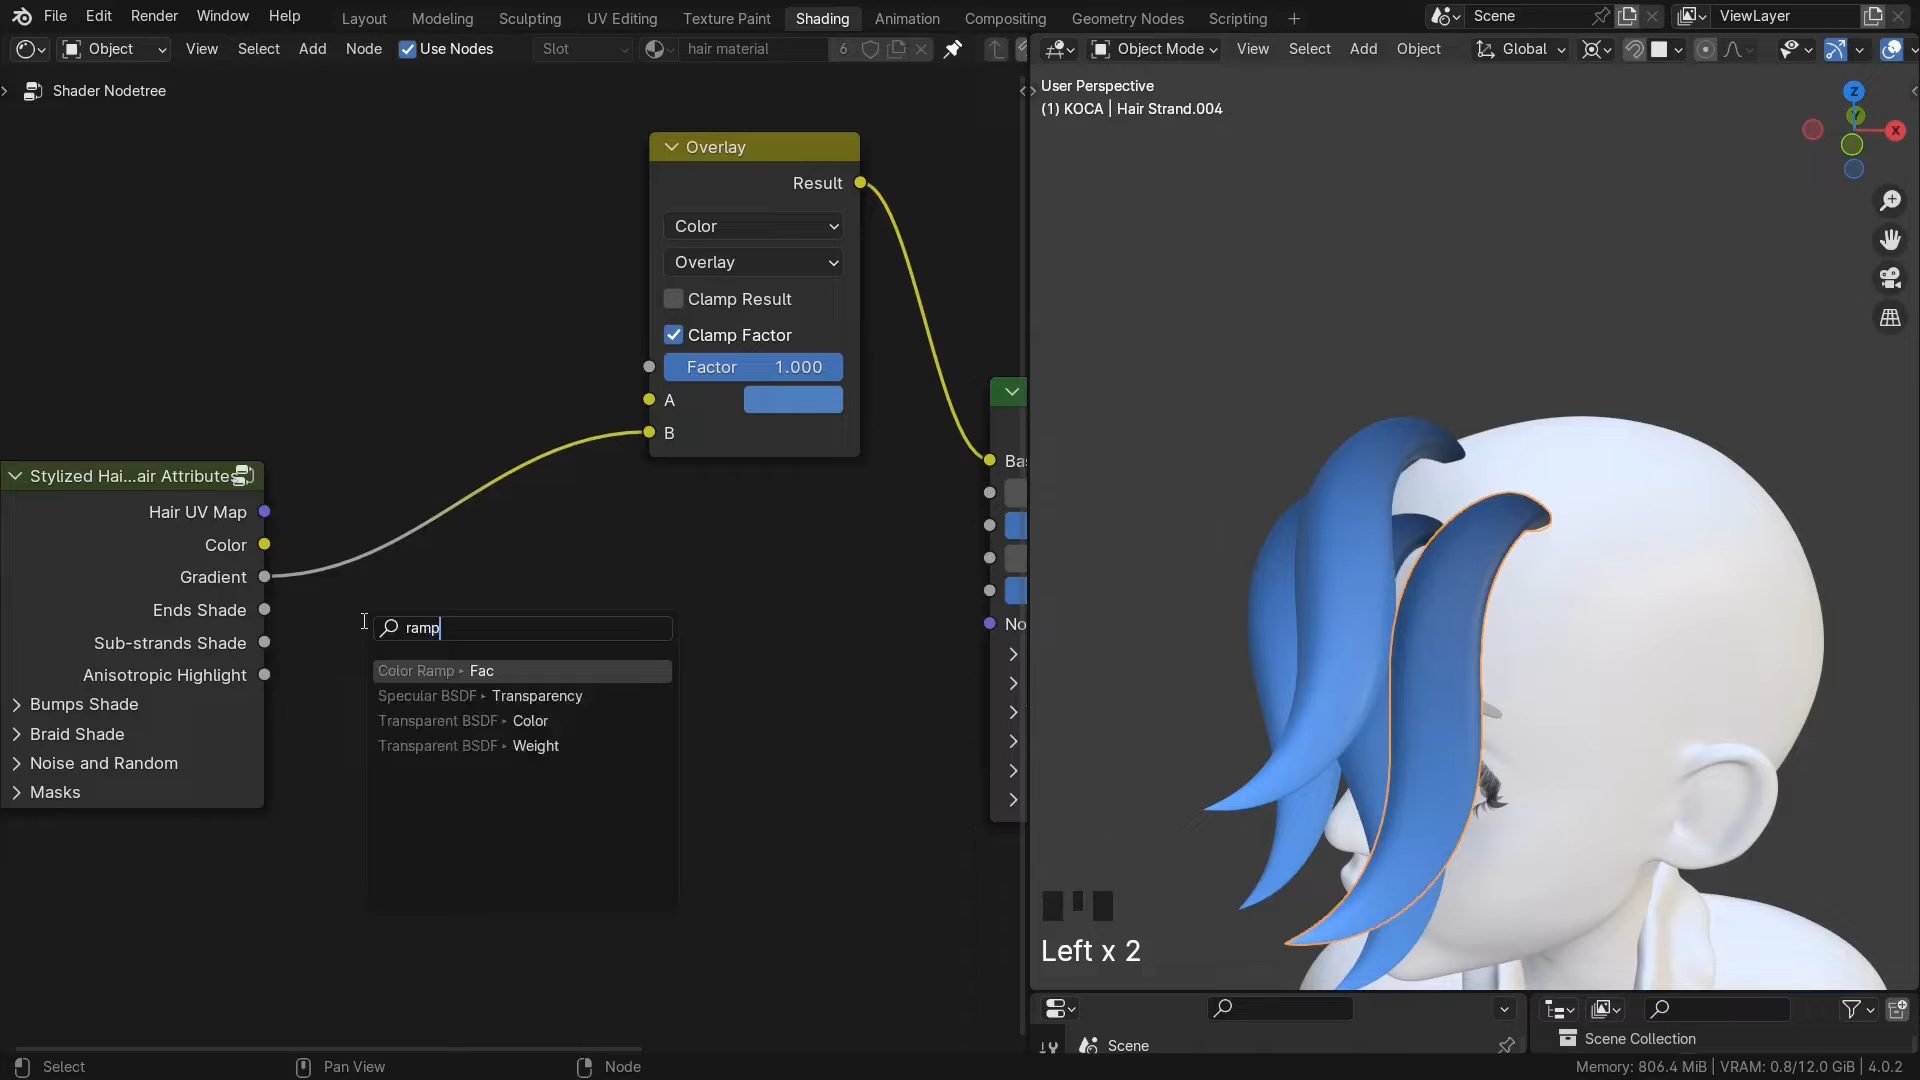 File Edit Render Window Help Layout Modeling Sculpting UV Editing Texture Paint Shading Animation Compositing Geometry Nodes Scripting Scene ViewLayer
Object View Select Add Node Use Nodes Slot hair material 6
Object Mode View Select Add Object Global
Shader Nodetree
User Perspective
(1) KOCA | Hair Strand.004
Z
Y
X
Overlay
Result
Color
Overlay
Clamp Result
Clamp Factor
Factor 1.000
A
B
Bas
No
Stylized Hai...air Attributes
Hair UV Map
Color
Gradient
Ends Shade
Sub-strands Shade
Anisotropic Highlight
Bumps Shade
Braid Shade
Noise and Random
Masks
ramp
Color Ramp ▸ Fac
Specular BSDF ▸ Transparency
Transparent BSDF ▸ Color
Transparent BSDF ▸ Weight
Left x 2
Scene
Scene Collection
Select Pan View Node
Memory: 806.4 MiB | VRAM: 0.8/12.0 GiB | 4.0.2